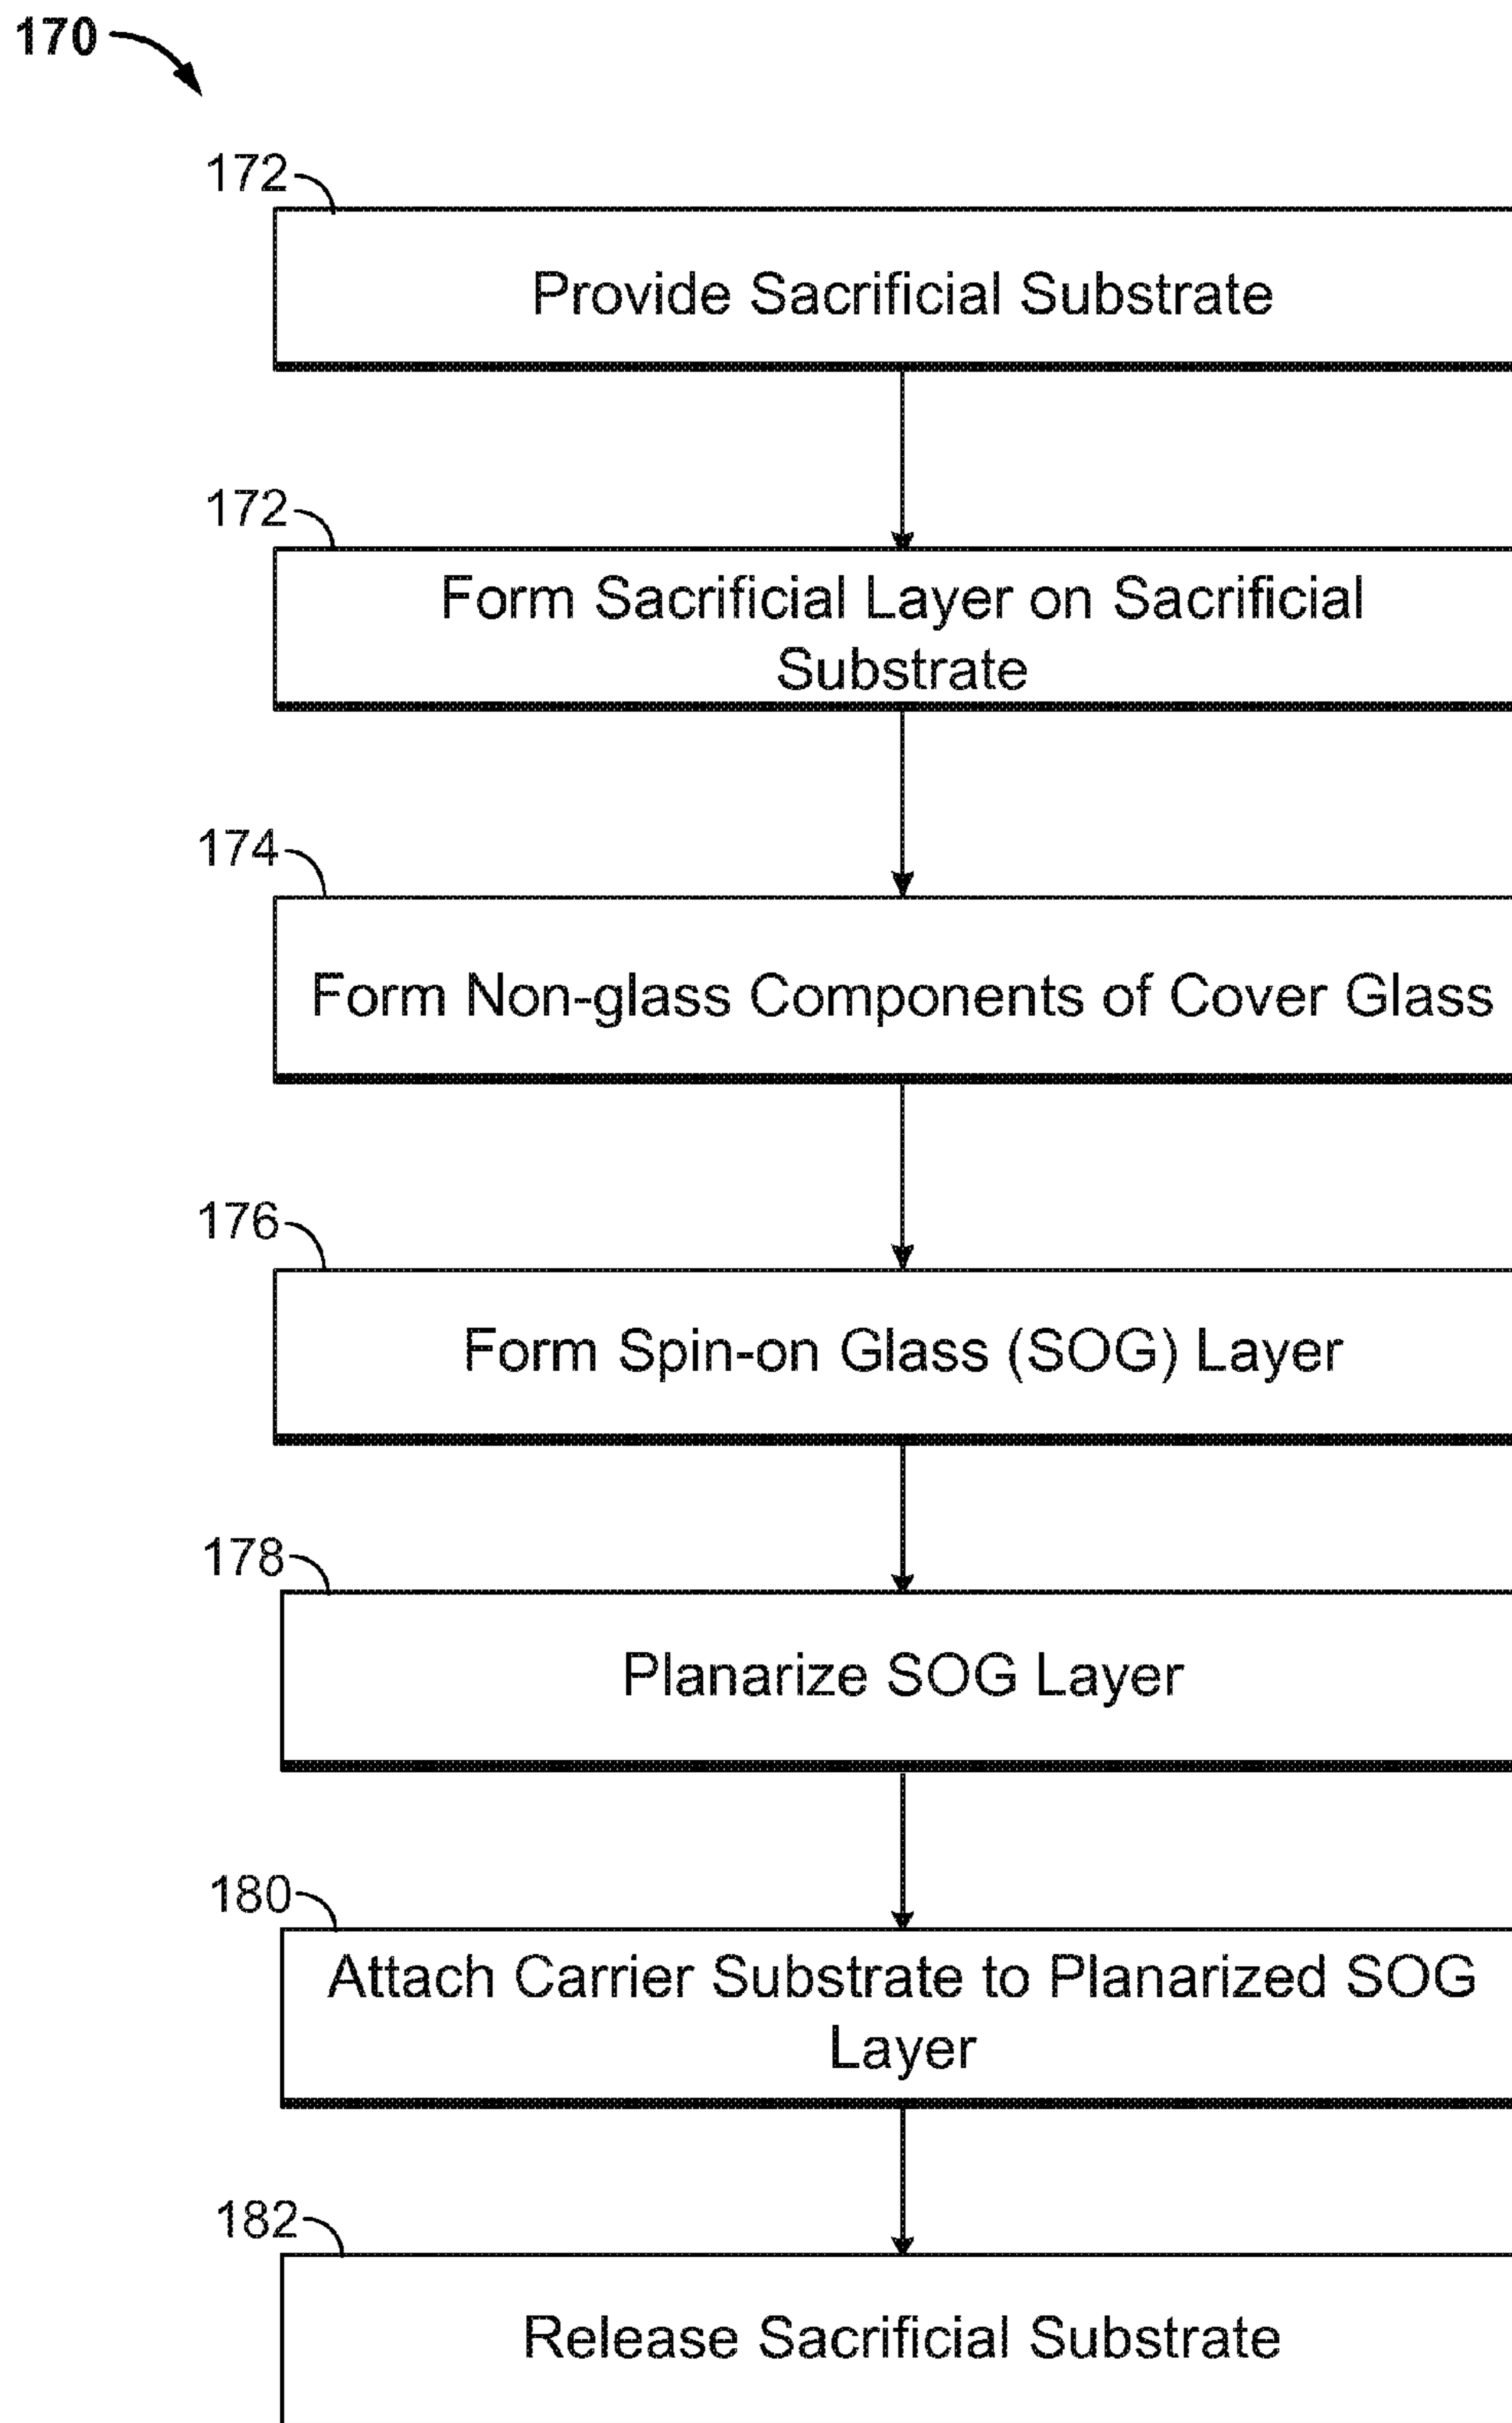 170
172
Provide Sacrificial Substrate
172
Form Sacrificial Layer on Sacrificial
Substrate
174
Form Non-glass Components of Cover Glass
176
Form Spin-on Glass (SOG) Layer
178
Planarize SOG Layer
180
Attach Carrier Substrate to Planarized SOG
Layer
182
Release Sacrificial Substrate